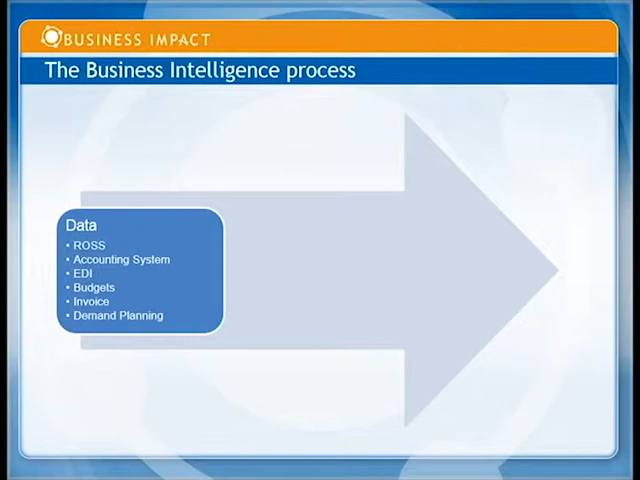 BUSINESS IMPACT
The Business Intelligence process
Data
• ROSS
• Accounting System
• EDI
• Budgets
• Invoice
• Demand Planning